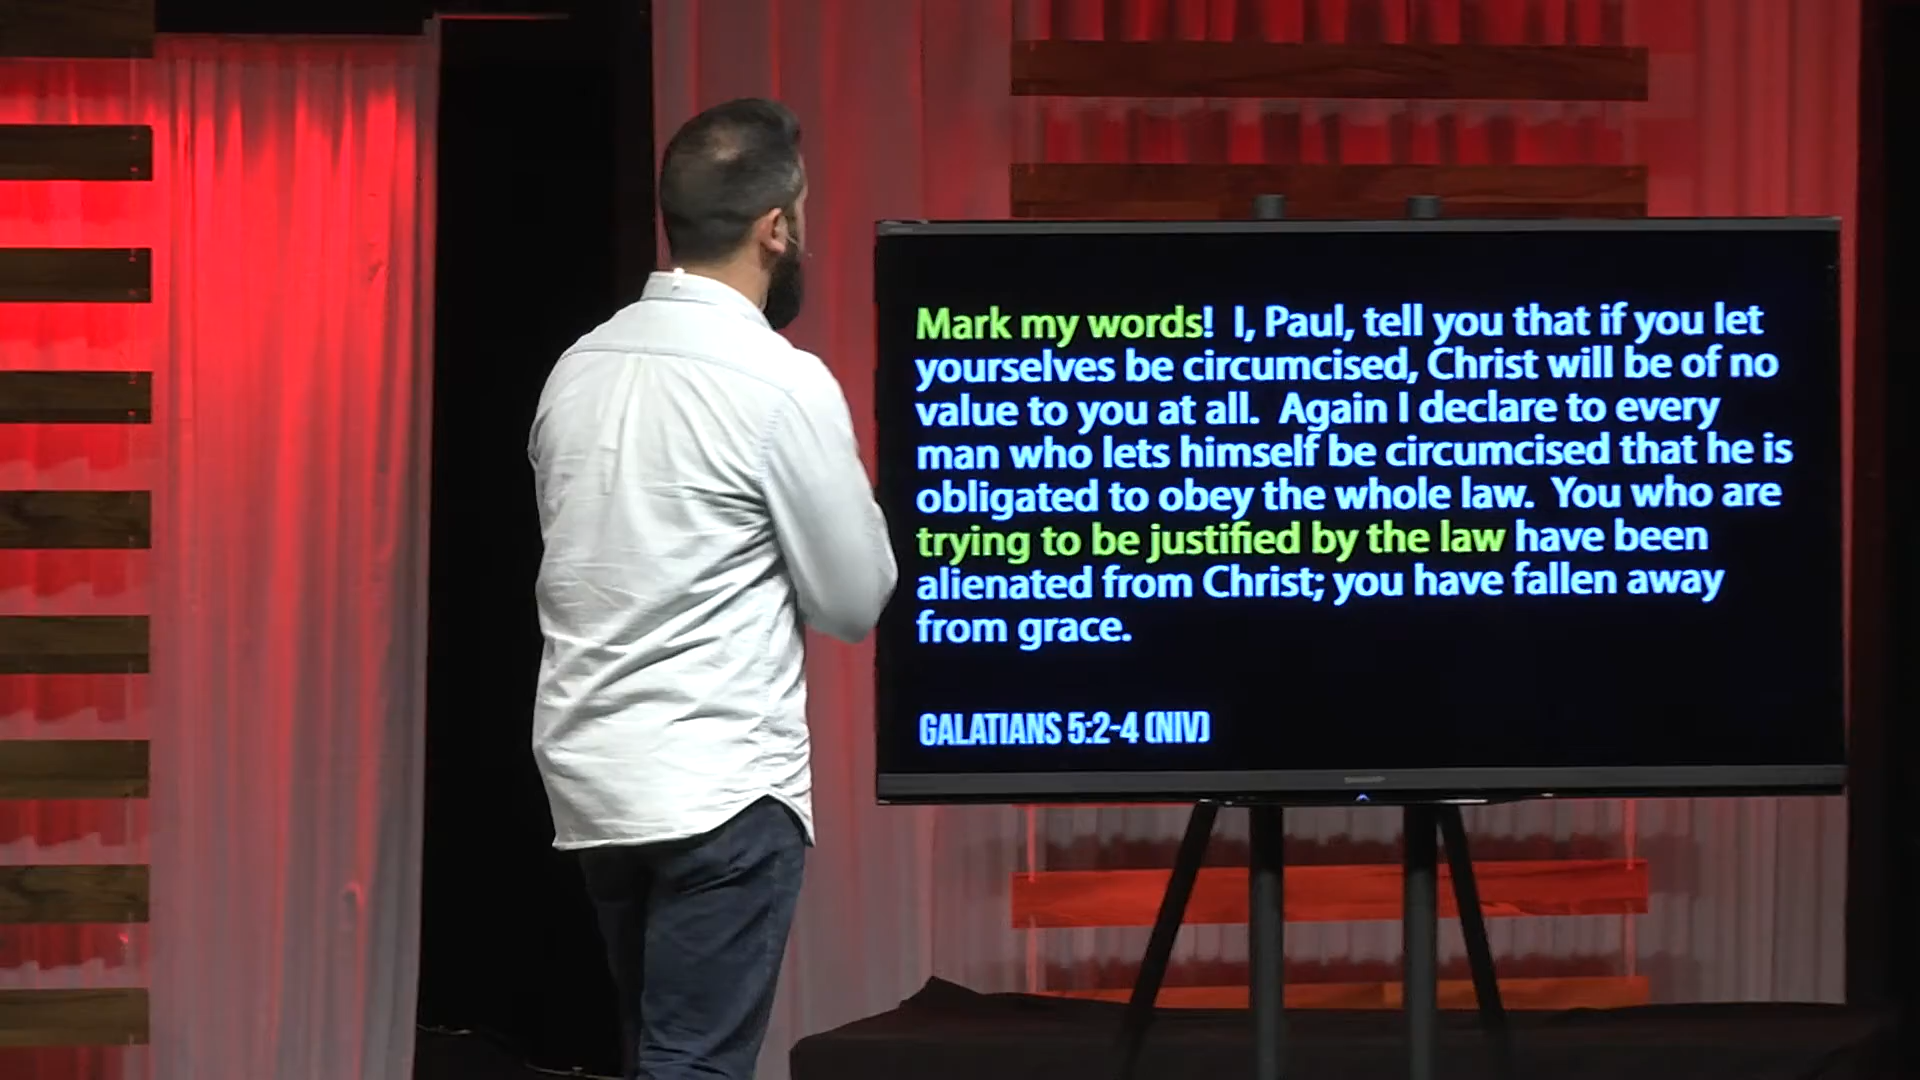 Mark my words!  I, Paul, tell you that if you let
yourselves be circumcised, Christ will be of no
value to you at all.  Again I declare to every
man who lets himself be circumcised that he is
obligated to obey the whole law.  You who are
trying to be justified by the law have been
alienated from Christ; you have fallen away
from grace.
GALATIANS 5:2-4 (NIV)